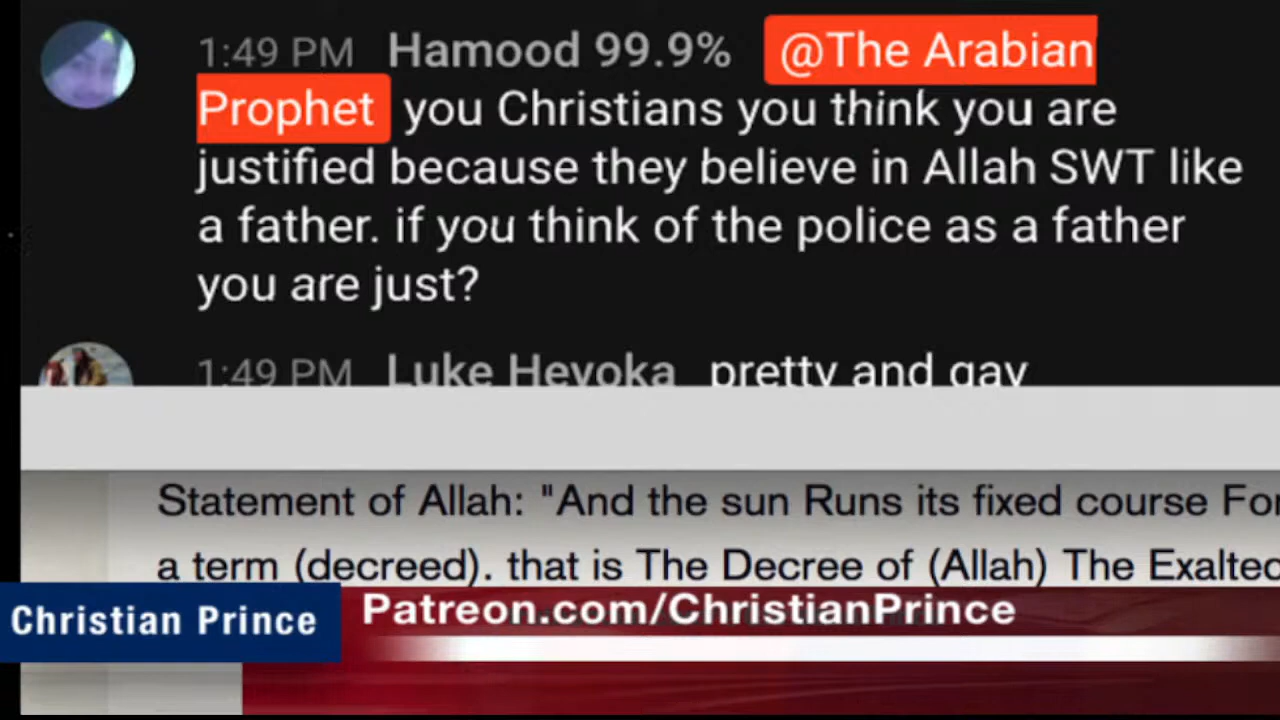 1:49 PM Hamood 99.9% @The Arabian
Prophet you Christians you think you are
justified because they believe in Allah SWT like
a father. if you think of the police as a father
you are just?
1:49 PM Luke Heyoka pretty and gay
Statement of Allah: "And the sun Runs its fixed course For
a term (decreed). that is The Decree of (Allah) The Exalted
Christian Prince
Patreon.com/ChristianPrince